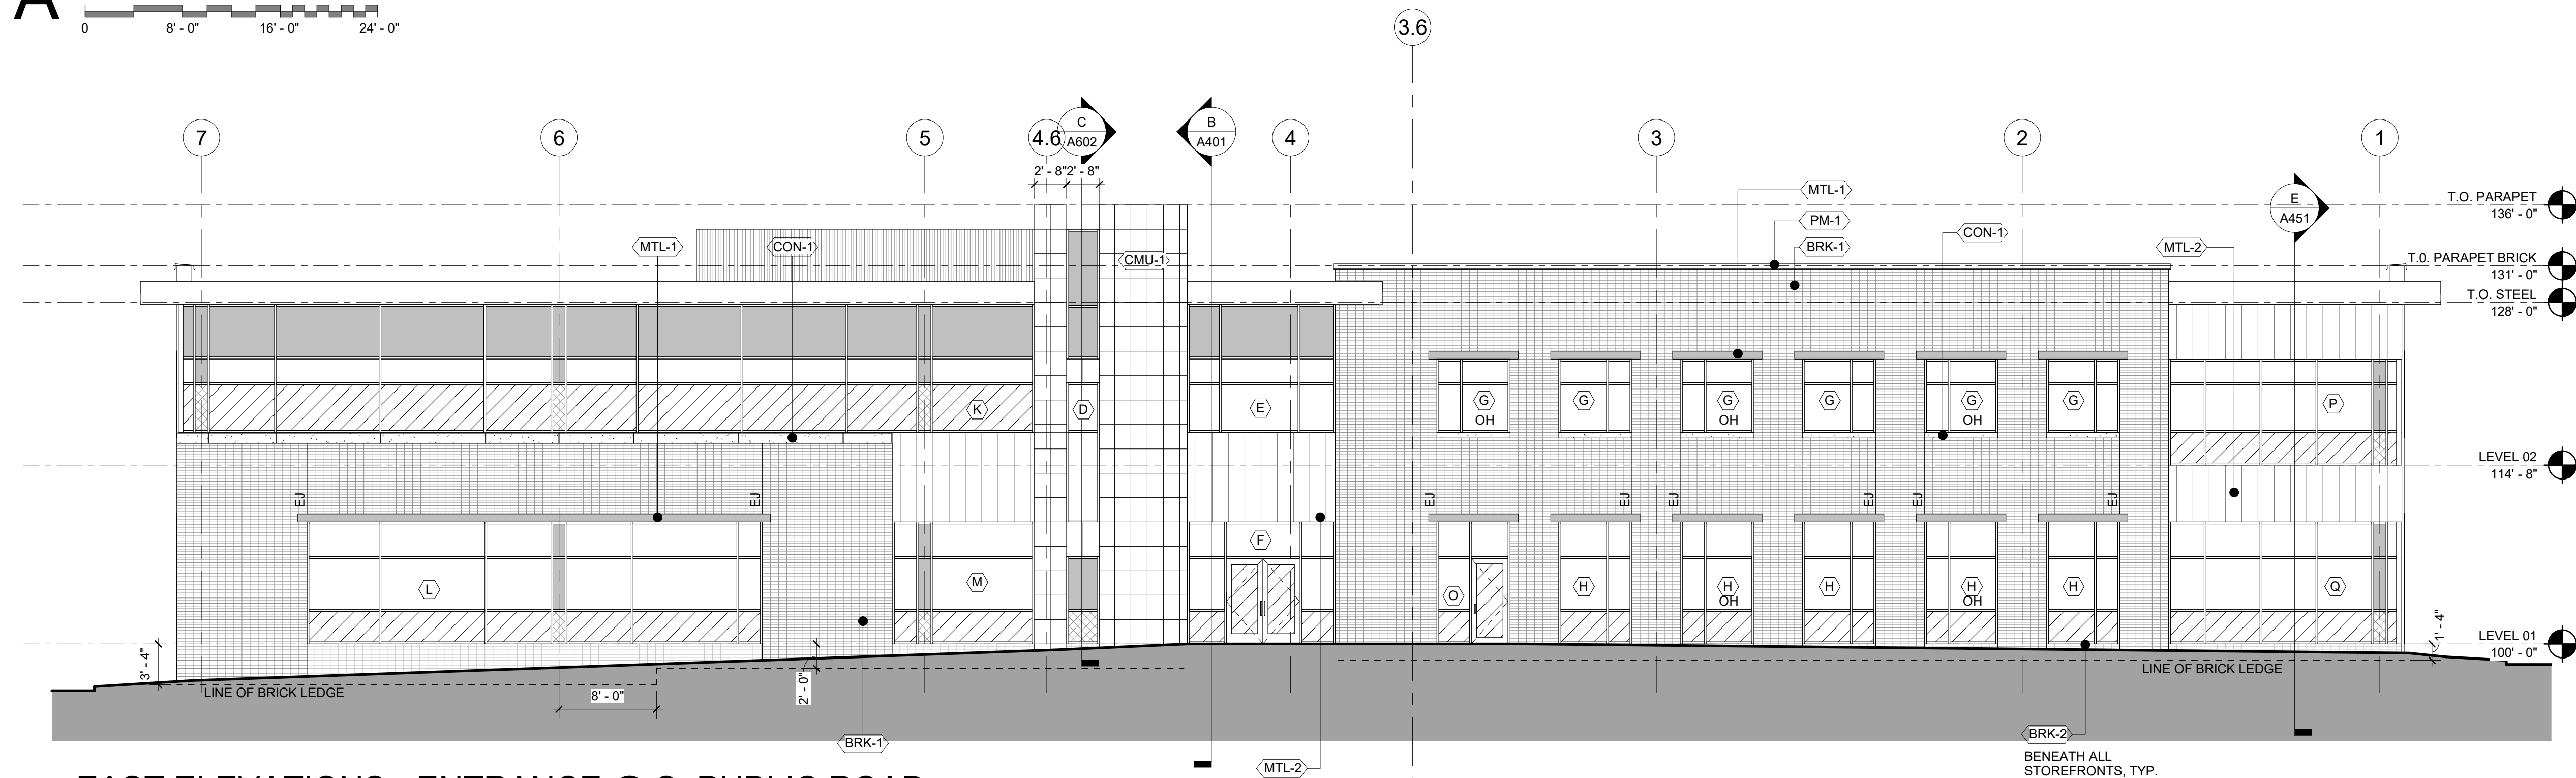 A
0 8' - 0" 16' - 0" 24' - 0"
3.6
7 6 5 4.6 4 3 2 1
C
A602
B
A401
2' - 8" 2' - 8"
E
A451
MTL-1
PM-1
BRK-1
CON-1
MTL-2
T.O. PARAPET
136' - 0"
MTL-1
CON-1
CMU-1
T.0. PARAPET BRICK
131' - 0"
T.O. STEEL
128' - 0"
K D E G G G G G G P
OH OH OH
LEVEL 02
114' - 8"
EJ EJ EJ EJ EJ EJ EJ EJ
F
L M O H H H H H Q
OH OH
3' - 4"
1' - 4"
LEVEL 01
100' - 0"
LINE OF BRICK LEDGE
8' - 0"
2' - 0"
LINE OF BRICK LEDGE
BRK-1
MTL-2
BRK-2
BENEATH ALL
STOREFRONTS, TYP.